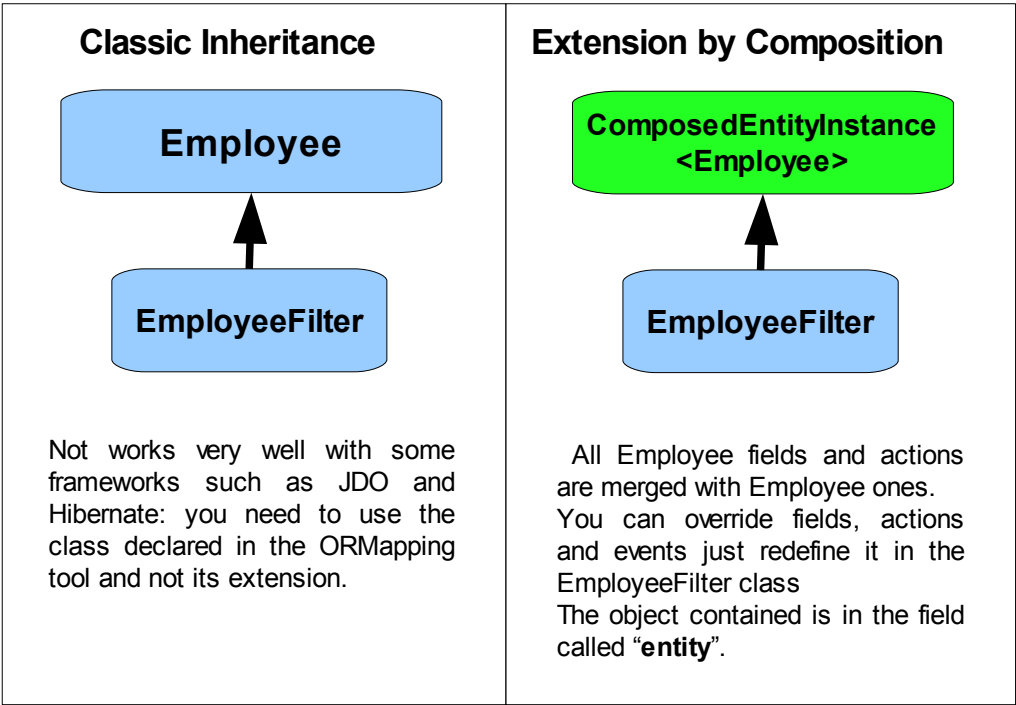 Classic Inheritance
Employee
EmployeeFilter
Not works very well with some
frameworks such as JDO and
Hibernate: you need to use the
class declared in the ORMapping
tool and not its extension.
Extension by Composition
ComposedEntityInstance
<Employee>
EmployeeFilter
All Employee fields and actions
are merged with Employee ones.
You can override fields, actions
and events just redefine it in the
EmployeeFilter class
The object contained is in the field
called “entity”.